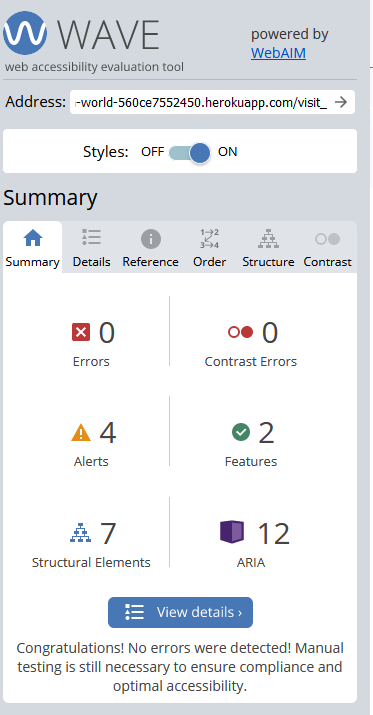 WAVE
web accessibility evaluation tool
powered by
WebAIM
Address: -world-560ce7552450.herokuapp.com/visit_
Styles: OFF ON
Summary
Summary Details Reference Order Structure Contrast
0
Errors
0
Contrast Errors
4
Alerts
2
Features
7
Structural Elements
12
ARIA
View details ›
Congratulations! No errors were detected! Manual
testing is still necessary to ensure compliance and
optimal accessibility.